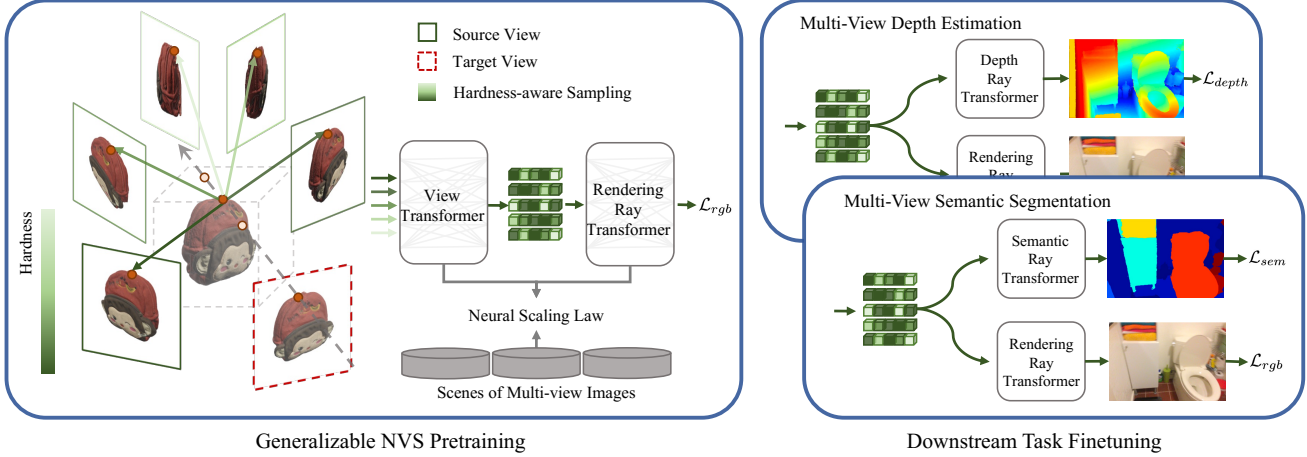 Source View
Target View
Hardness-aware Sampling
Hardness
View
Transformer
Rendering
Ray
Transformer
ℒ_rgb
Neural Scaling Law
Scenes of Multi-view Images
Generalizable NVS Pretraining
Multi-View Depth Estimation
Depth
Ray
Transformer
ℒ_depth
Rendering
Ray
Multi-View Semantic Segmentation
Semantic
Ray
Transformer
ℒ_sem
Rendering
Ray
Transformer
ℒ_rgb
Downstream Task Finetuning